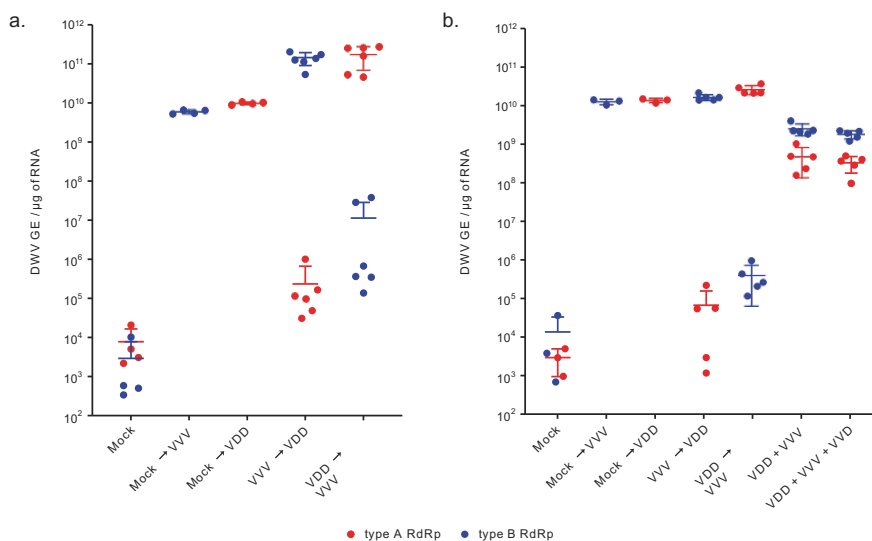 a.
b.
DWV GE / µg of RNA
10¹²
10¹¹
10¹⁰
10⁹
10⁸
10⁷
10⁶
10⁵
10⁴
10³
10²
Mock
Mock → VVV
Mock → VDD
VVV → VDD
VDD →
VVV
DWV GE / µg of RNA
10¹²
10¹¹
10¹⁰
10⁹
10⁸
10⁷
10⁶
10⁵
10⁴
10³
10²
Mock
Mock → VVV
Mock → VDD
VVV → VDD
VDD →
VVV
VDD + VVV
VDD + VVV + VVD
type A RdRp
type B RdRp